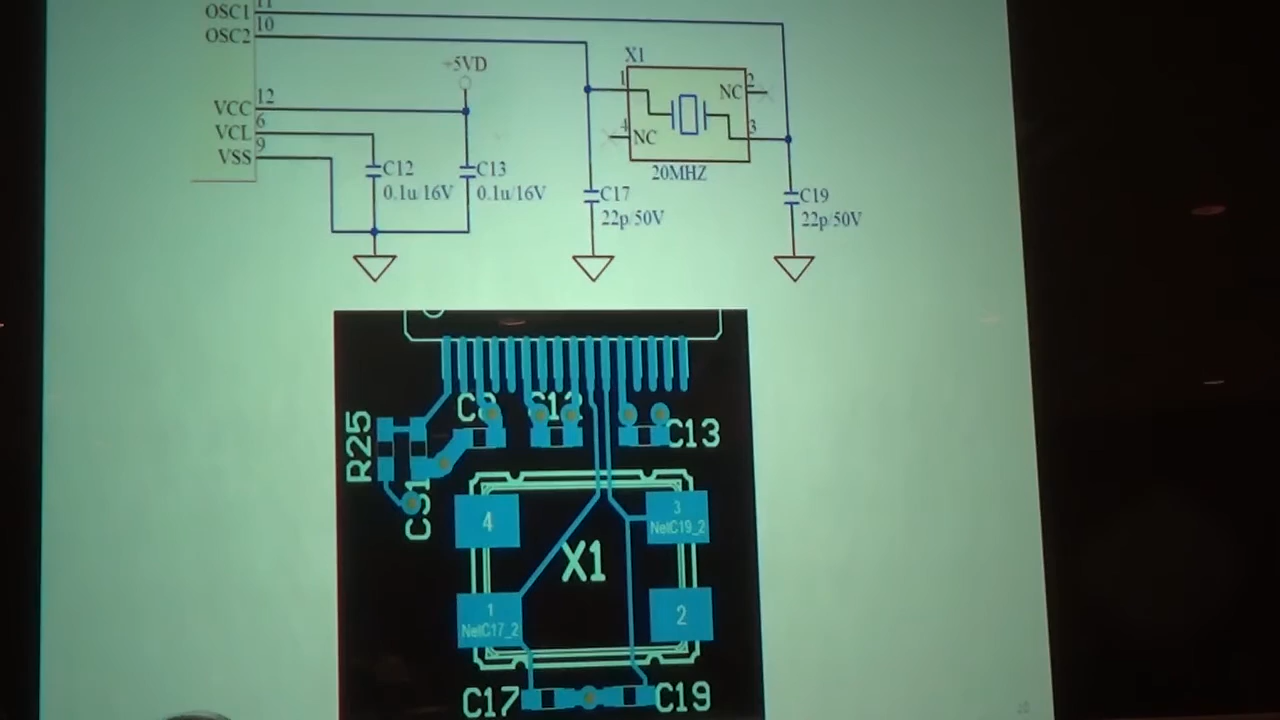 OSC1 11
OSC2 10
+5VD
VCC 12
VCL 6
VSS 9
C12
0.1u/16V
C13
0.1u/16V
X1
1
NC 2
4 NC
3
20MHZ
C17
22p/50V
C19
22p/50V
R25
C12
C13
4
3
NetC19_2
X1
1
NetC17_2
2
C17
C19